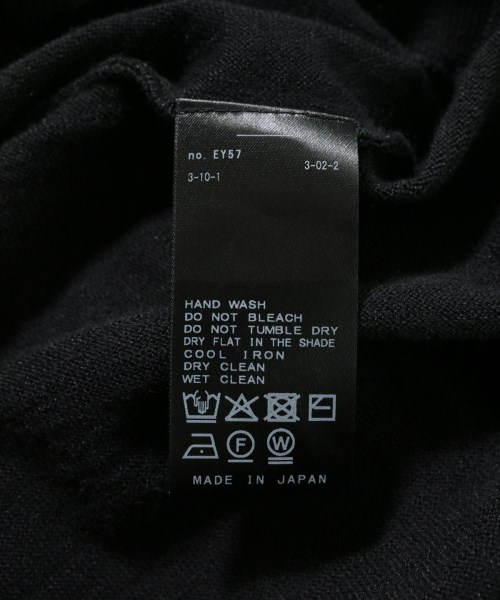 no. EY57
3-10-1 3-02-2
HAND WASH
DO NOT BLEACH
DO NOT TUMBLE DRY
DRY FLAT IN THE SHADE
COOL IRON
DRY CLEAN
WET CLEAN
F W
MADE IN JAPAN